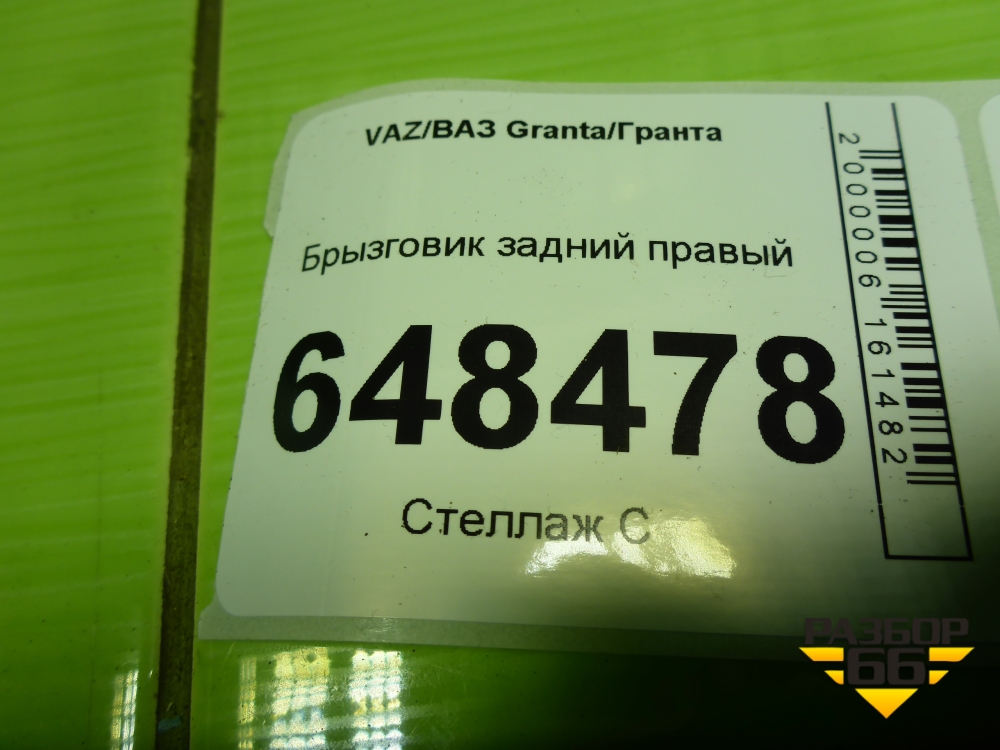 VAZ/ВАЗ Granta/Гранта
Брызговик задний правый
648478
Стеллаж С
2000006161482
РАЗБОР
66